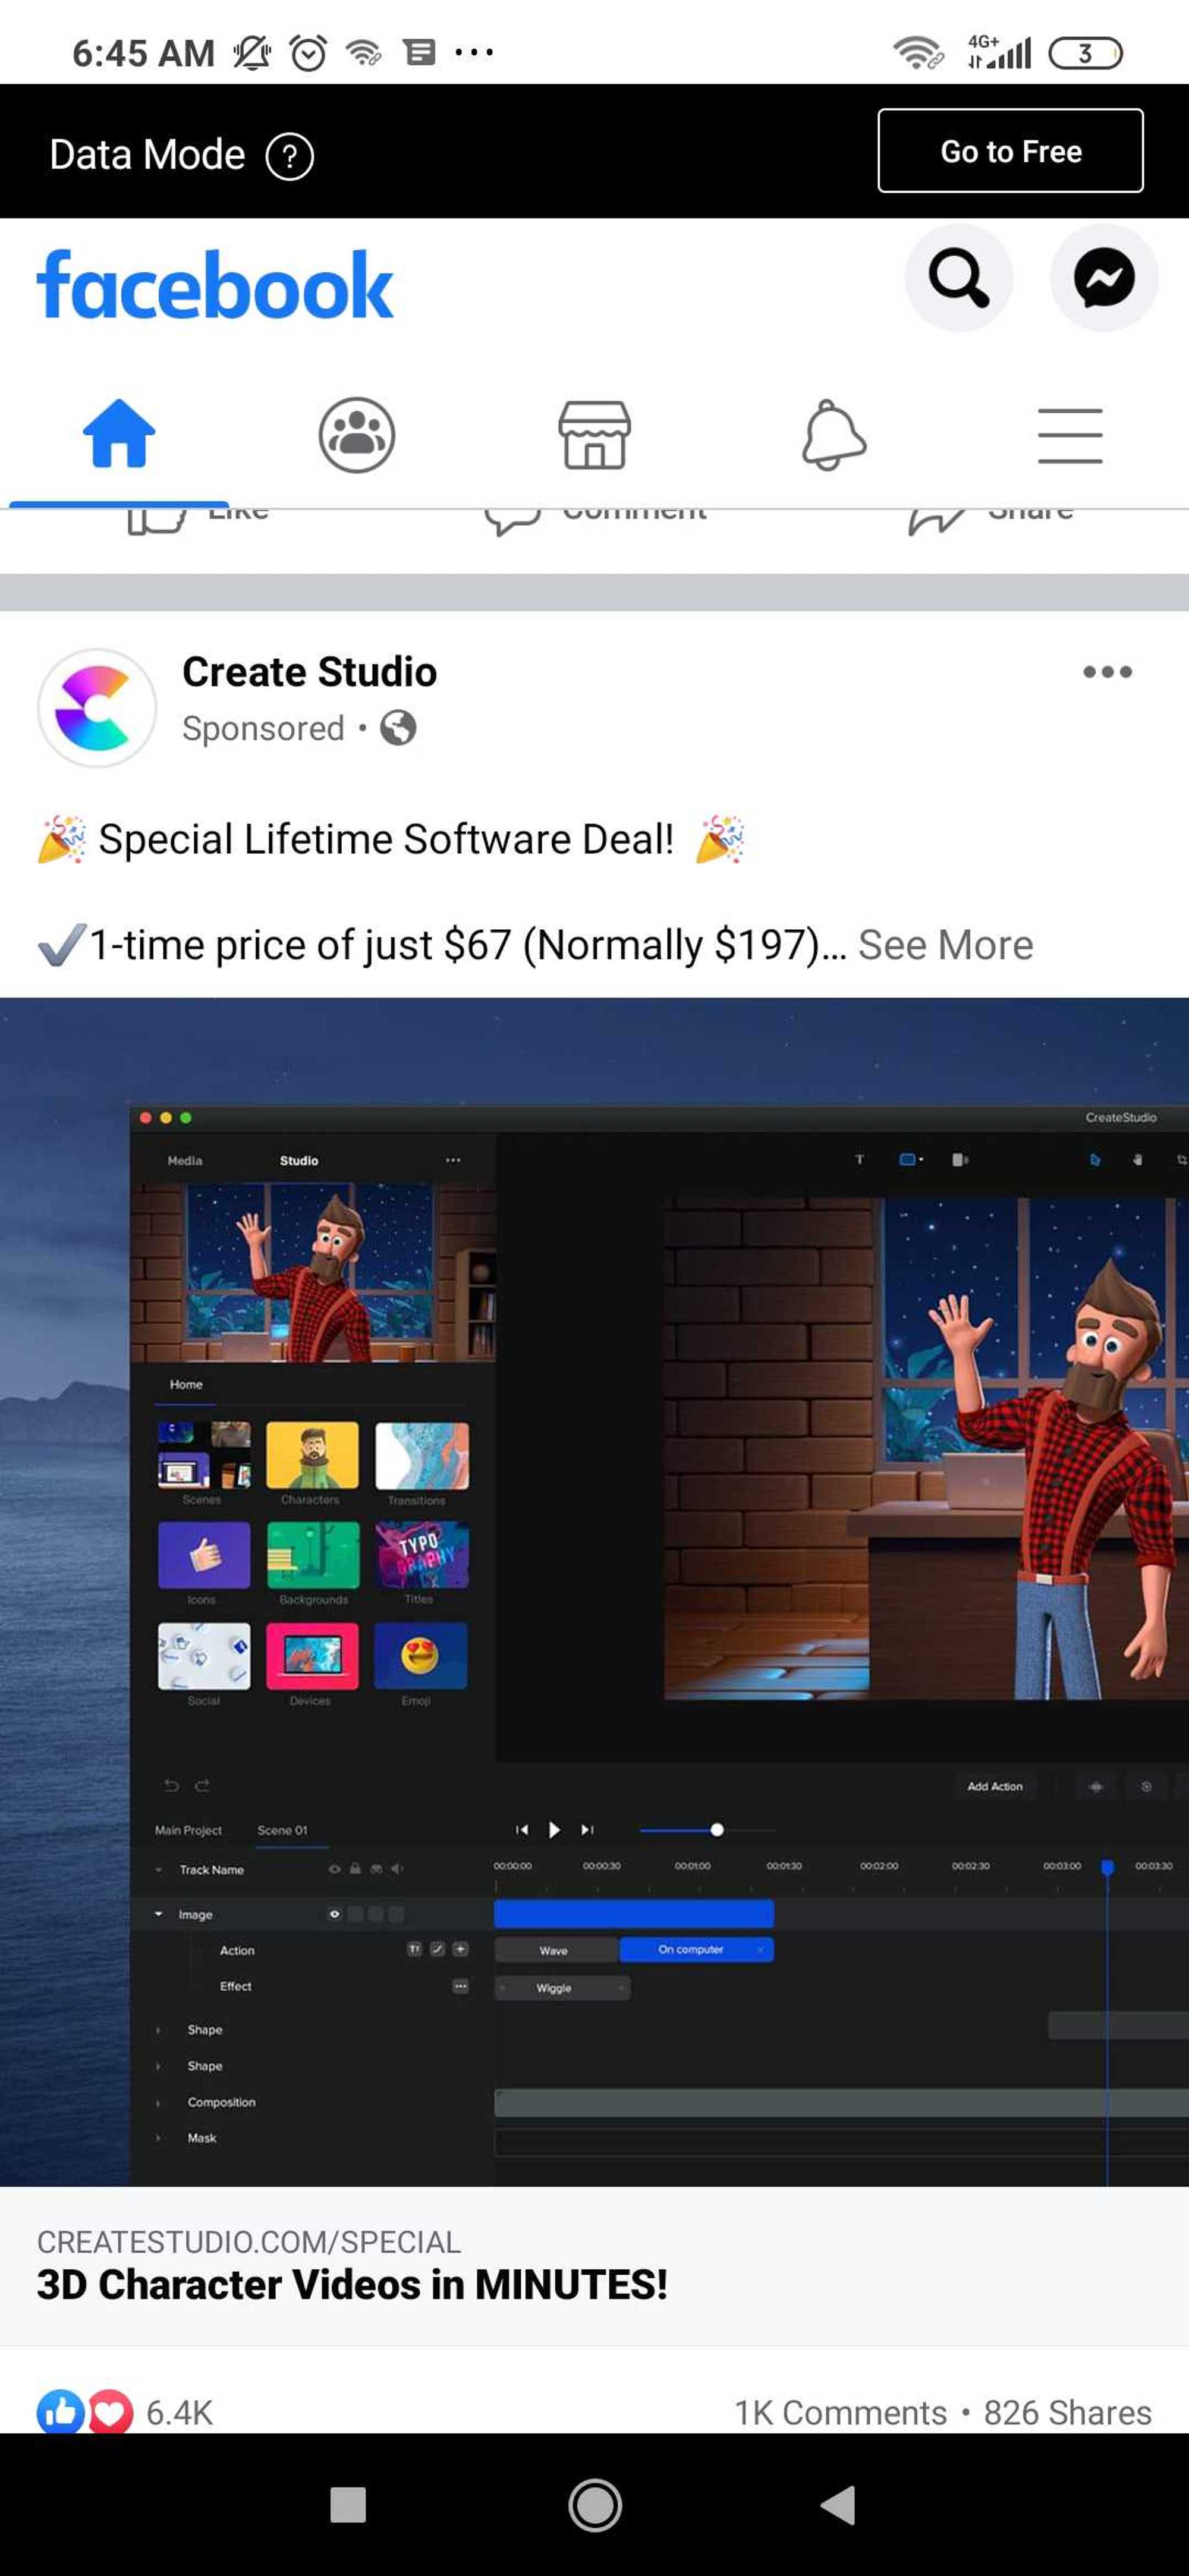 6:45 AM
4G+
3
Data Mode ?
Go to Free
facebook
Like Comment Share
Create Studio
Sponsored •
Special Lifetime Software Deal!
1-time price of just $67 (Normally $197)... See More
CreateStudio
Media Studio
T
Home
Scenes Characters Transitions
TYPO
GRAPHY
Icons Backgrounds Titles
Social Devices Emoji
Add Action
Main Project Scene 01
Track Name
00:00:00 00:00:30 00:01:00 00:01:30 00:02:00 00:02:30 00:03:00 00:03:30
Image
Action
Wave On computer
Effect
Wiggle
Shape
Shape
Composition
Mask
CREATESTUDIO.COM/SPECIAL
3D Character Videos in MINUTES!
6.4K
1K Comments • 826 Shares